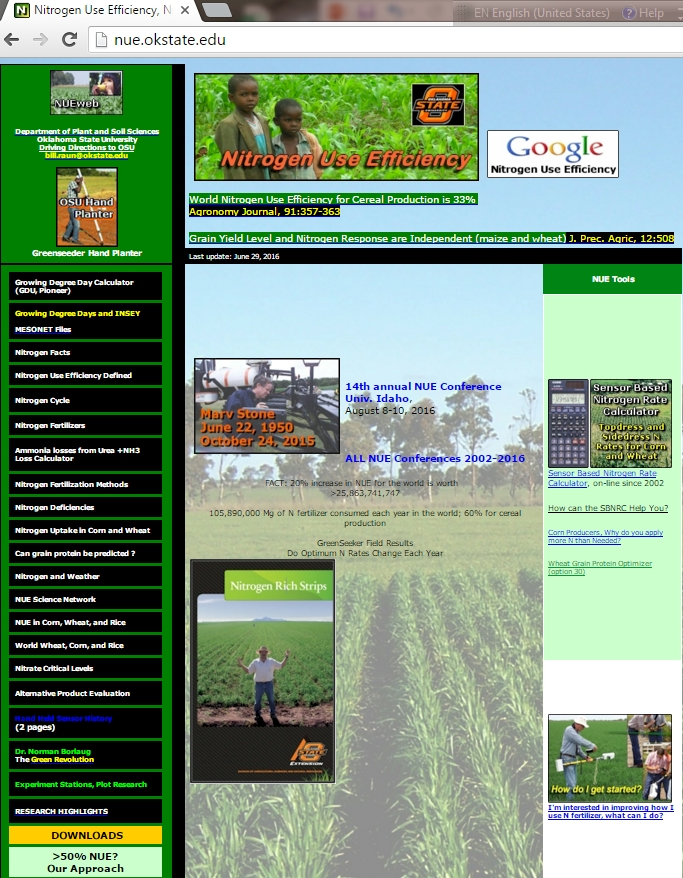 Nitrogen Use Efficiency, N
EN English (United States)
Help
nue.okstate.edu
NUEweb
Department of Plant and Soil Sciences
Oklahoma State University
Driving Directions to OSU
bill.raun@okstate.edu
OSU Hand
Planter
Greenseeder Hand Planter
OKLAHOMA
STATE
UNIVERSITY
Nitrogen Use Efficiency
Google
Nitrogen Use Efficiency
World Nitrogen Use Efficiency for Cereal Production is 33%
Agronomy Journal, 91:357-363
Grain Yield Level and Nitrogen Response are Independent (maize and wheat) J. Prec. Agric, 12:508
Last update: June 29, 2016
Growing Degree Day Calculator
(GDU, Pioneer)
Growing Degree Days and INSEY
MESONET Files
Nitrogen Facts
Nitrogen Use Efficiency Defined
Nitrogen Cycle
Nitrogen Fertilizers
Ammonia losses from Urea +NH3
Loss Calculator
Nitrogen Fertilization Methods
Nitrogen Deficiencies
Nitrogen Uptake in Corn and Wheat
Can grain protein be predicted ?
Nitrogen and Weather
NUE Science Network
NUE in Corn, Wheat, and Rice
World Wheat, Corn, and Rice
Nitrate Critical Levels
Alternative Product Evaluation
Hand Held Sensor History
(2 pages)
Dr. Norman Borlaug
The Green Revolution
Experiment Stations, Plot Research
RESEARCH HIGHLIGHTS
DOWNLOADS
>50% NUE?
Our Approach
Marv Stone
June 22, 1950
October 24, 2015
14th annual NUE Conference
Univ. Idaho,
August 8-10, 2016
ALL NUE Conferences 2002-2016
FACT: 20% increase in NUE for the world is worth
>25,863,741,747
105,890,000 Mg of N fertilizer consumed each year in the world; 60% for cereal
production
GreenSeeker Field Results
Do Optimum N Rates Change Each Year
Nitrogen Rich Strips
STATE
EXTENSION
NUE Tools
Sensor Based
Nitrogen Rate
Calculator
Topdress and
Sidedress N
Rates for Corn
and Wheat
Sensor Based Nitrogen Rate
Calculator, on-line since 2002
How can the SBNRC Help You?
Corn Producers, Why do you apply
more N than Needed?
Wheat Grain Protein Optimizer
(option 30)
How do I get started?
I'm interested in improving how I
use N fertilizer, what can I do?